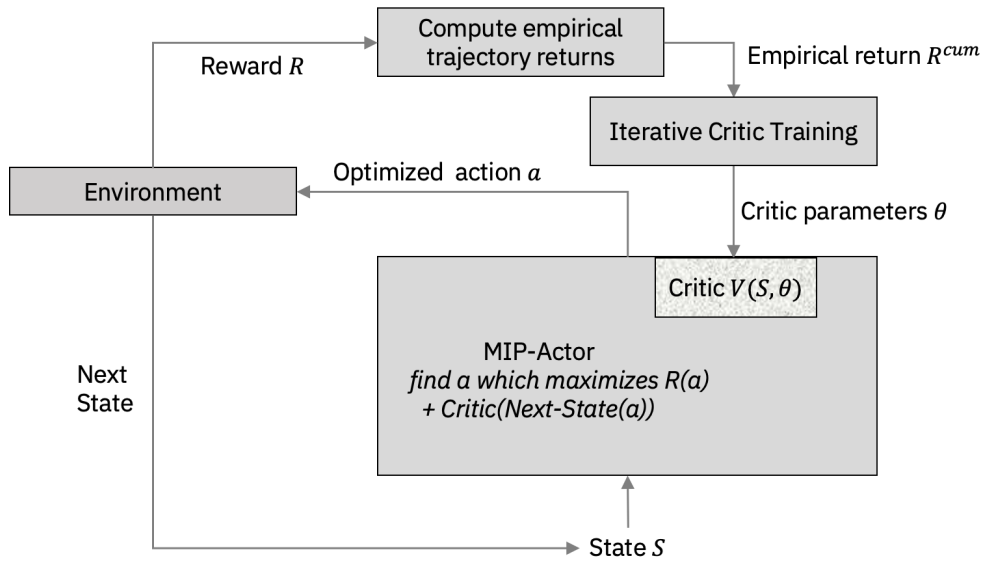 Compute empirical
trajectory returns
Reward R
Empirical return R^cum
Iterative Critic Training
Optimized action a
Environment
Critic parameters θ
Critic V(S, θ)
MIP-Actor
find a which maximizes R(a)
+ Critic(Next-State(a))
Next
State
State S